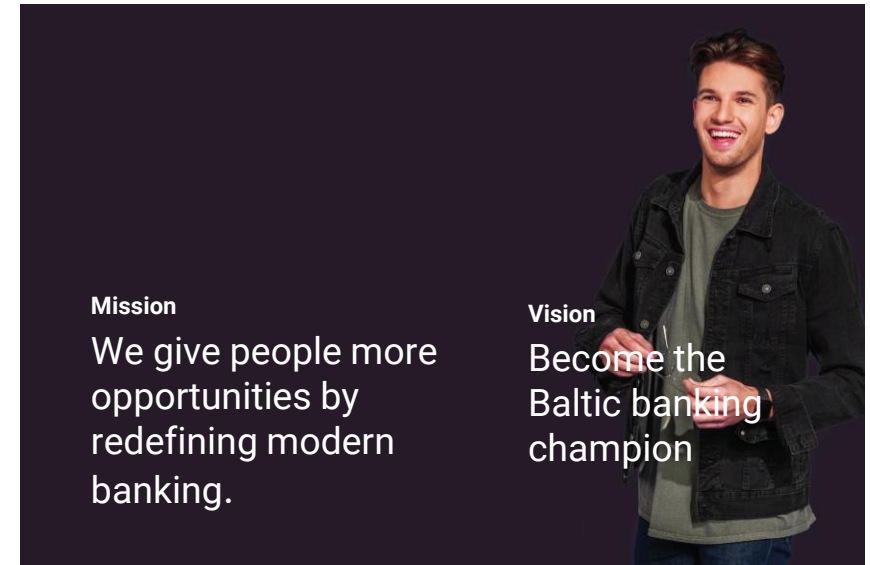 Mission
We give people more
opportunities by
redefining modern
banking.
Vision
Become the
Baltic banking
champion